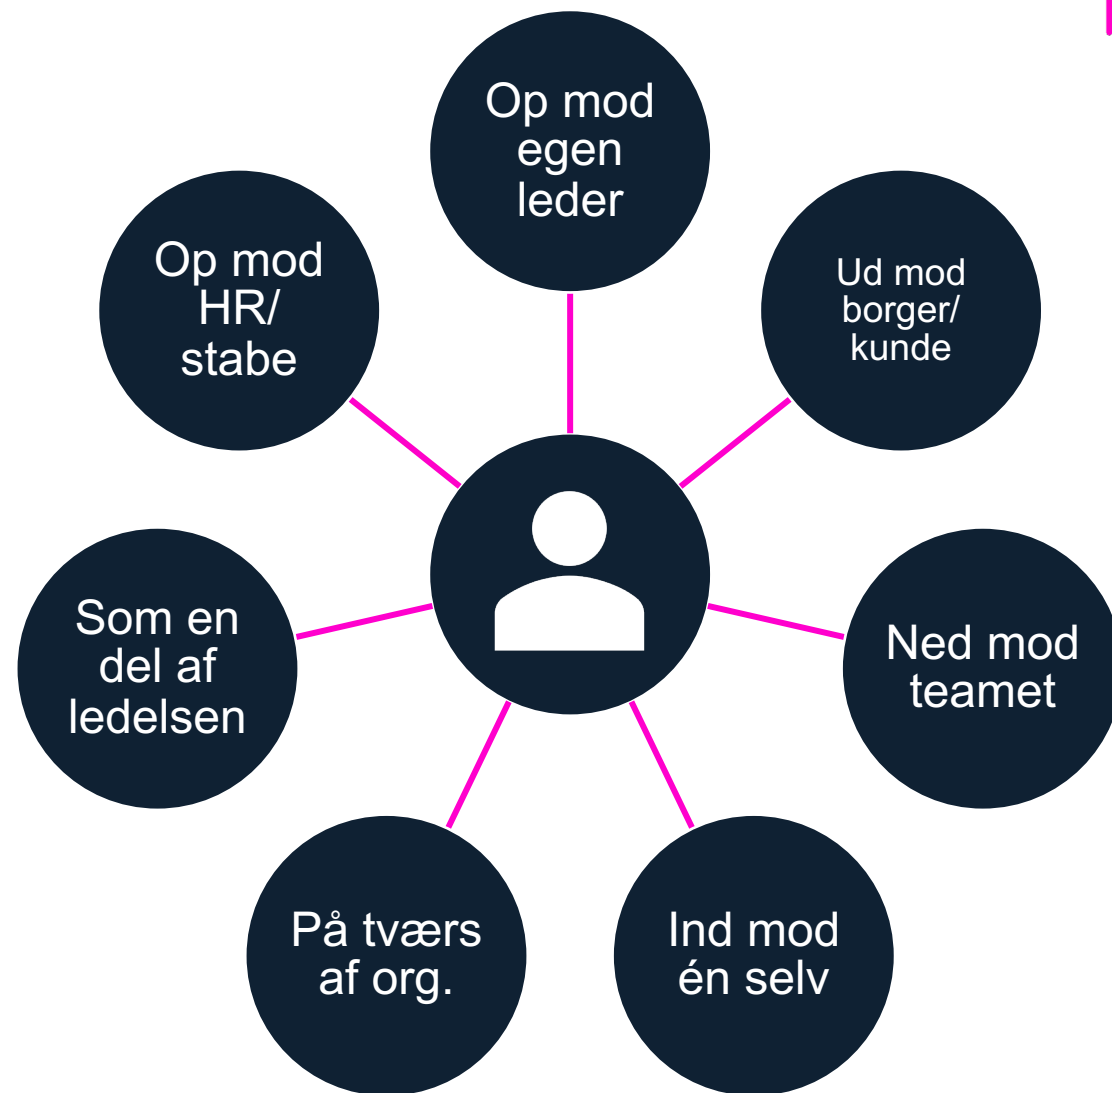 Op mod
egen
leder
Ud mod
borger/
kunde
Ned mod
teamet
Ind mod
én selv
På tværs
af org.
Som en
del af
ledelsen
Op mod
HR/
stabe